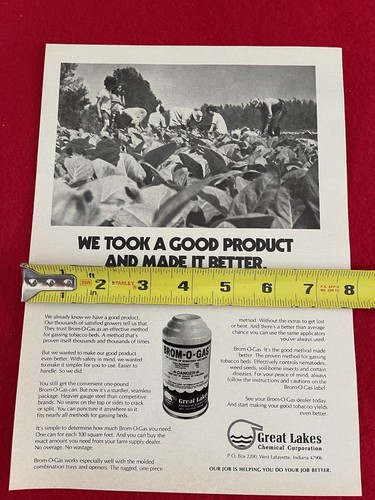 WE TOOK A GOOD PRODUCT
AND MADE IT BETTER.
in 2 STANLEY 3 4 5 6 7 8
We already know we have a good product.
Our thousands of satisfied growers tell us that.
They trust Brom-O-Gas as an effective method
for gassing tobacco beds. A method that's
proven itself thousands and thousands of times.
But we wanted to make our good product
even better. With safety in mind, we wanted
to make it simpler for you to use. Easier to
handle. So we did.
You still get the convenient one-pound
Brom-O-Gas can. But now it's a sturdier, seamless
package. Heavier gauge steel than competitive
brands. No seams on the top or sides to crack
or split. You can puncture it anywhere so it
fits nearly all methods for gassing beds.
It's simple to determine how much Brom-O-Gas you need.
One can for each 100 square feet. And you can buy the
exact amount you need from your farm supply dealer.
No overage. No wastage.
Brom-O-Gas works especially well with the molded
combination trays and openers. The rugged, one piece
BROM-O-GAS
DANGER
Great Lakes
method. Without the extras to get lost
or bent. And there's a better than average
chance you can use the same applicators
you've always used.
Brom-O-Gas. It's the good method made
better. The proven method for gassing
tobacco. Effectively controls nematodes,
weed seeds, soil-borne insects and certain
diseases. For your peace of mind, always
follow the instructions and cautions on the
Brom-O-Gas label.
See your Brom-O-Gas dealer today.
And start making your good tobacco yields
even better.
Great Lakes
Chemical Corporation
P.O. Box 2200, West Lafayette, Indiana 47906
OUR JOB IS HELPING YOU DO YOUR JOB BETTER.